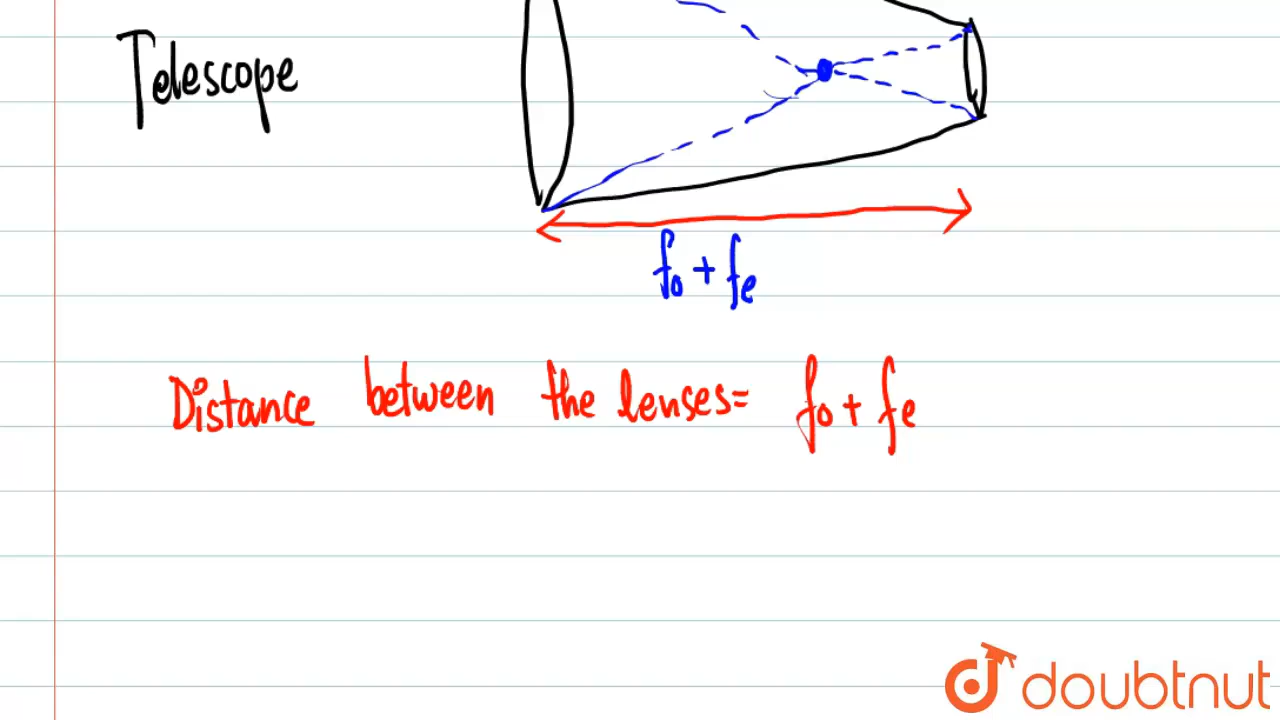 Telescope
fo + fe
Distance between the lenses= fo + fe
doubtnut